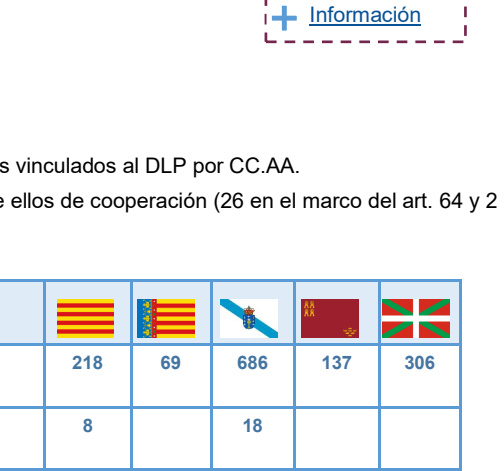 Información
s vinculados al DLP por CC.AA.
e ellos de cooperación (26 en el marco del art. 64 y 2
218 69 686 137 306
8 18